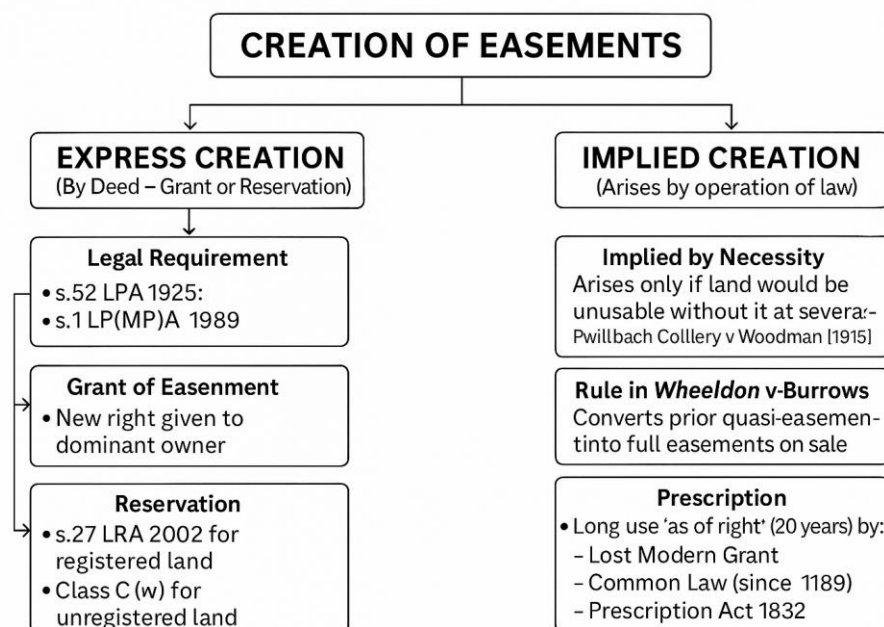 CREATION OF EASEMENTS
EXPRESS CREATION
(By Deed – Grant or Reservation)
Legal Requirement
• s.52 LPA 1925:
• s.1 LP(MP)A 1989
Grant of Easenment
• New right given to
dominant owner
Reservation
• s.27 LRA 2002 for
registered land
• Class C (w) for
unregistered land
IMPLIED CREATION
(Arises by operation of law)
Implied by Necessity
Arises only if land would be
unusable without it at severa:-
Pwillbach Colllery v Woodman [1915]
Rule in Wheeldon v-Burrows
Converts prior quasi-easemen-
tinto full easements on sale
Prescription
• Long use ‘as of right‘ (20 years) by:
– Lost Modern Grant
– Common Law (since 1189)
– Prescription Act 1832